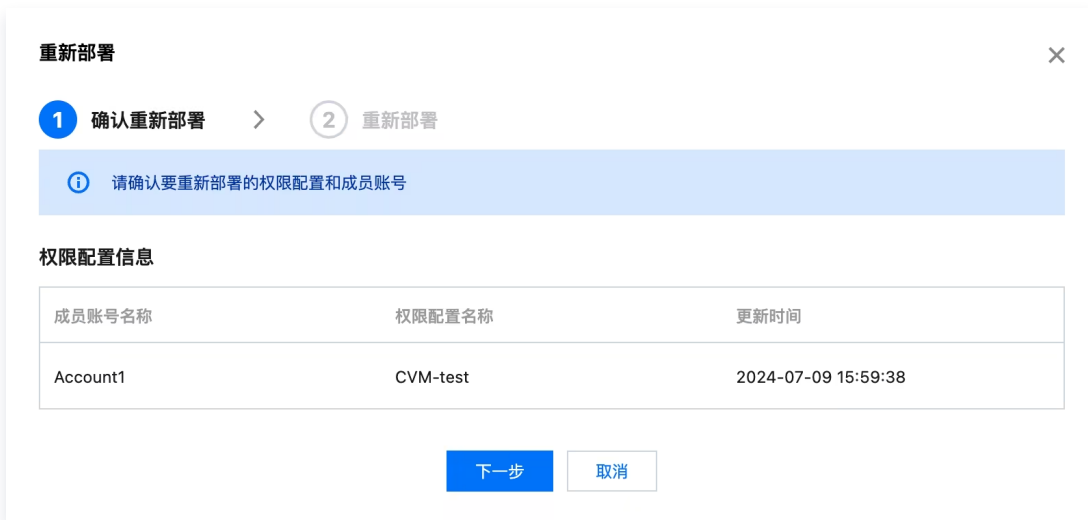 重新部署
1 确认重新部署 > 2 重新部署
请确认要重新部署的权限配置和成员账号
权限配置信息
成员账号名称 权限配置名称 更新时间
Account1 CVM-test 2024-07-09 15:59:38
下一步 取消